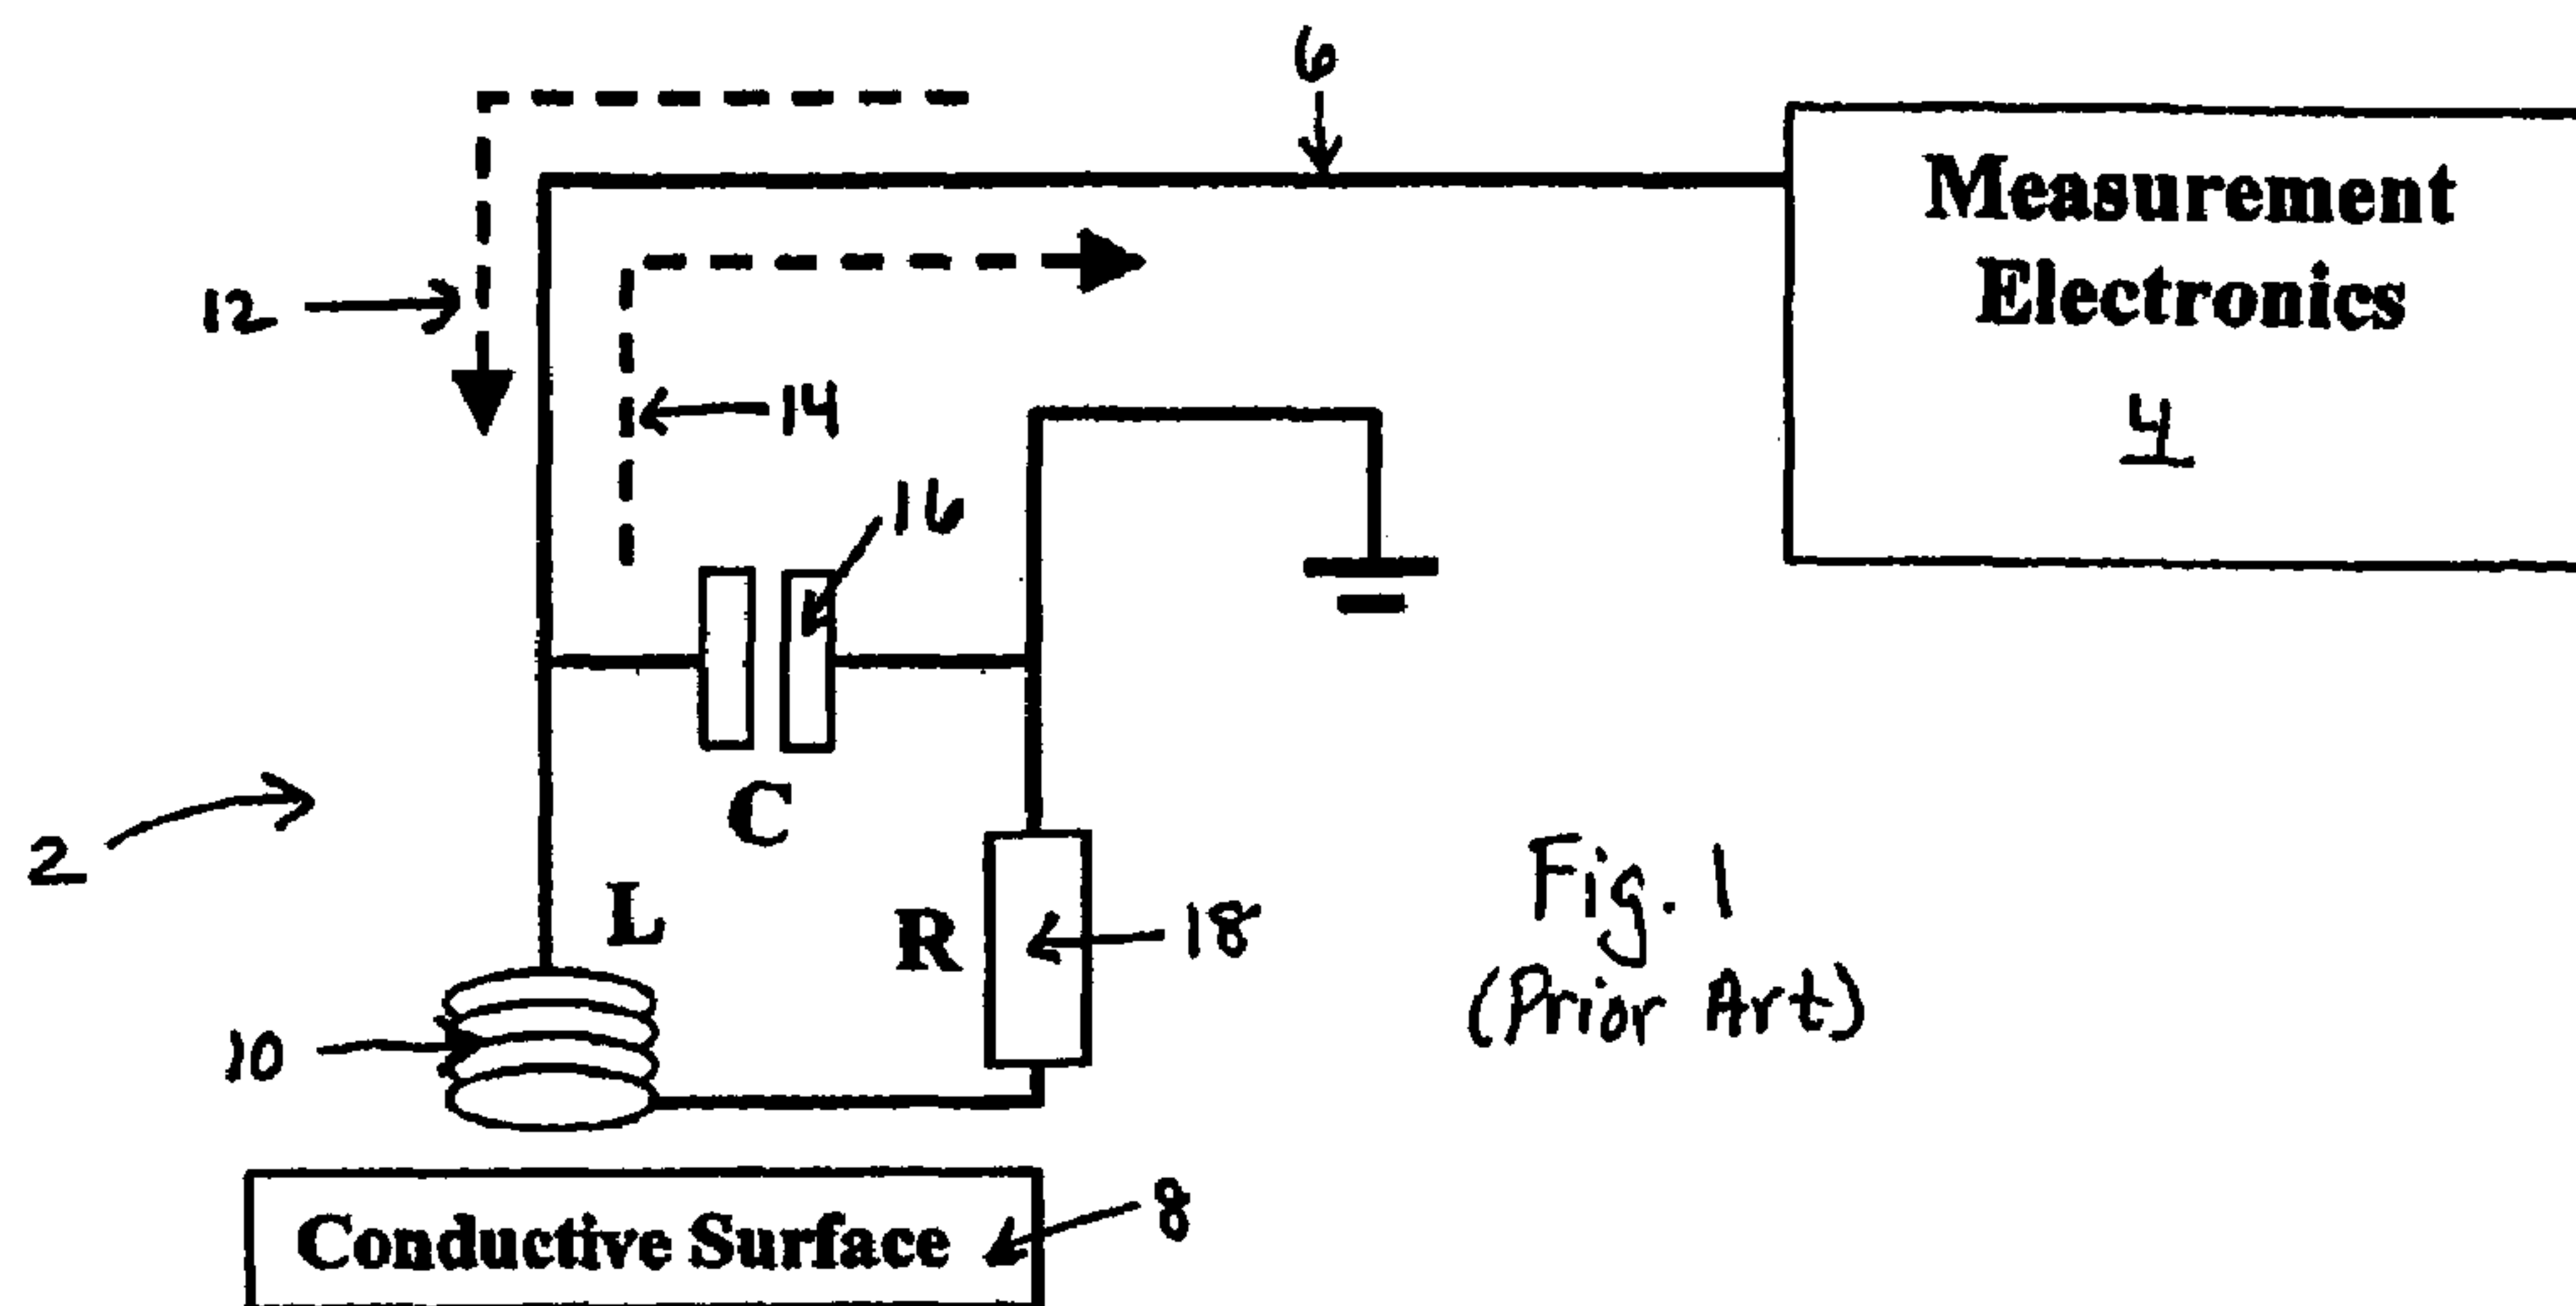 6
Measurement
Electronics
4
12
14
16
C
2
L
R
18
Fig. 1
(Prior Art)
10
Conductive Surface
8